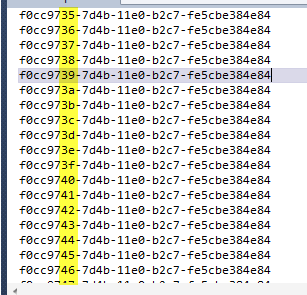 f0cc9735-7d4b-11e0-b2c7-fe5cbe384e84
f0cc9736-7d4b-11e0-b2c7-fe5cbe384e84
f0cc9737-7d4b-11e0-b2c7-fe5cbe384e84
f0cc9738-7d4b-11e0-b2c7-fe5cbe384e84
f0cc9739-7d4b-11e0-b2c7-fe5cbe384e84
f0cc973a-7d4b-11e0-b2c7-fe5cbe384e84
f0cc973b-7d4b-11e0-b2c7-fe5cbe384e84
f0cc973c-7d4b-11e0-b2c7-fe5cbe384e84
f0cc973d-7d4b-11e0-b2c7-fe5cbe384e84
f0cc973e-7d4b-11e0-b2c7-fe5cbe384e84
f0cc973f-7d4b-11e0-b2c7-fe5cbe384e84
f0cc9740-7d4b-11e0-b2c7-fe5cbe384e84
f0cc9741-7d4b-11e0-b2c7-fe5cbe384e84
f0cc9742-7d4b-11e0-b2c7-fe5cbe384e84
f0cc9743-7d4b-11e0-b2c7-fe5cbe384e84
f0cc9744-7d4b-11e0-b2c7-fe5cbe384e84
f0cc9745-7d4b-11e0-b2c7-fe5cbe384e84
f0cc9746-7d4b-11e0-b2c7-fe5cbe384e84